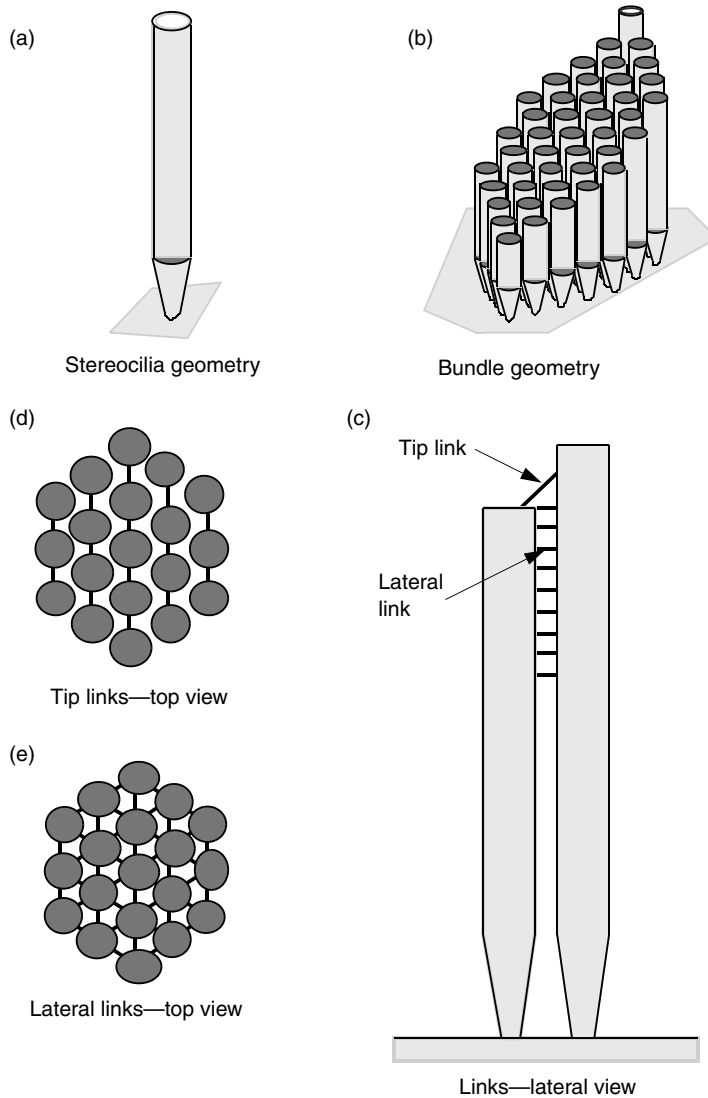 (a)
Stereocilia geometry
(b)
Bundle geometry
(d)
Tip links—top view
(c)
Tip link
Lateral
link
Links—lateral view
(e)
Lateral links—top view